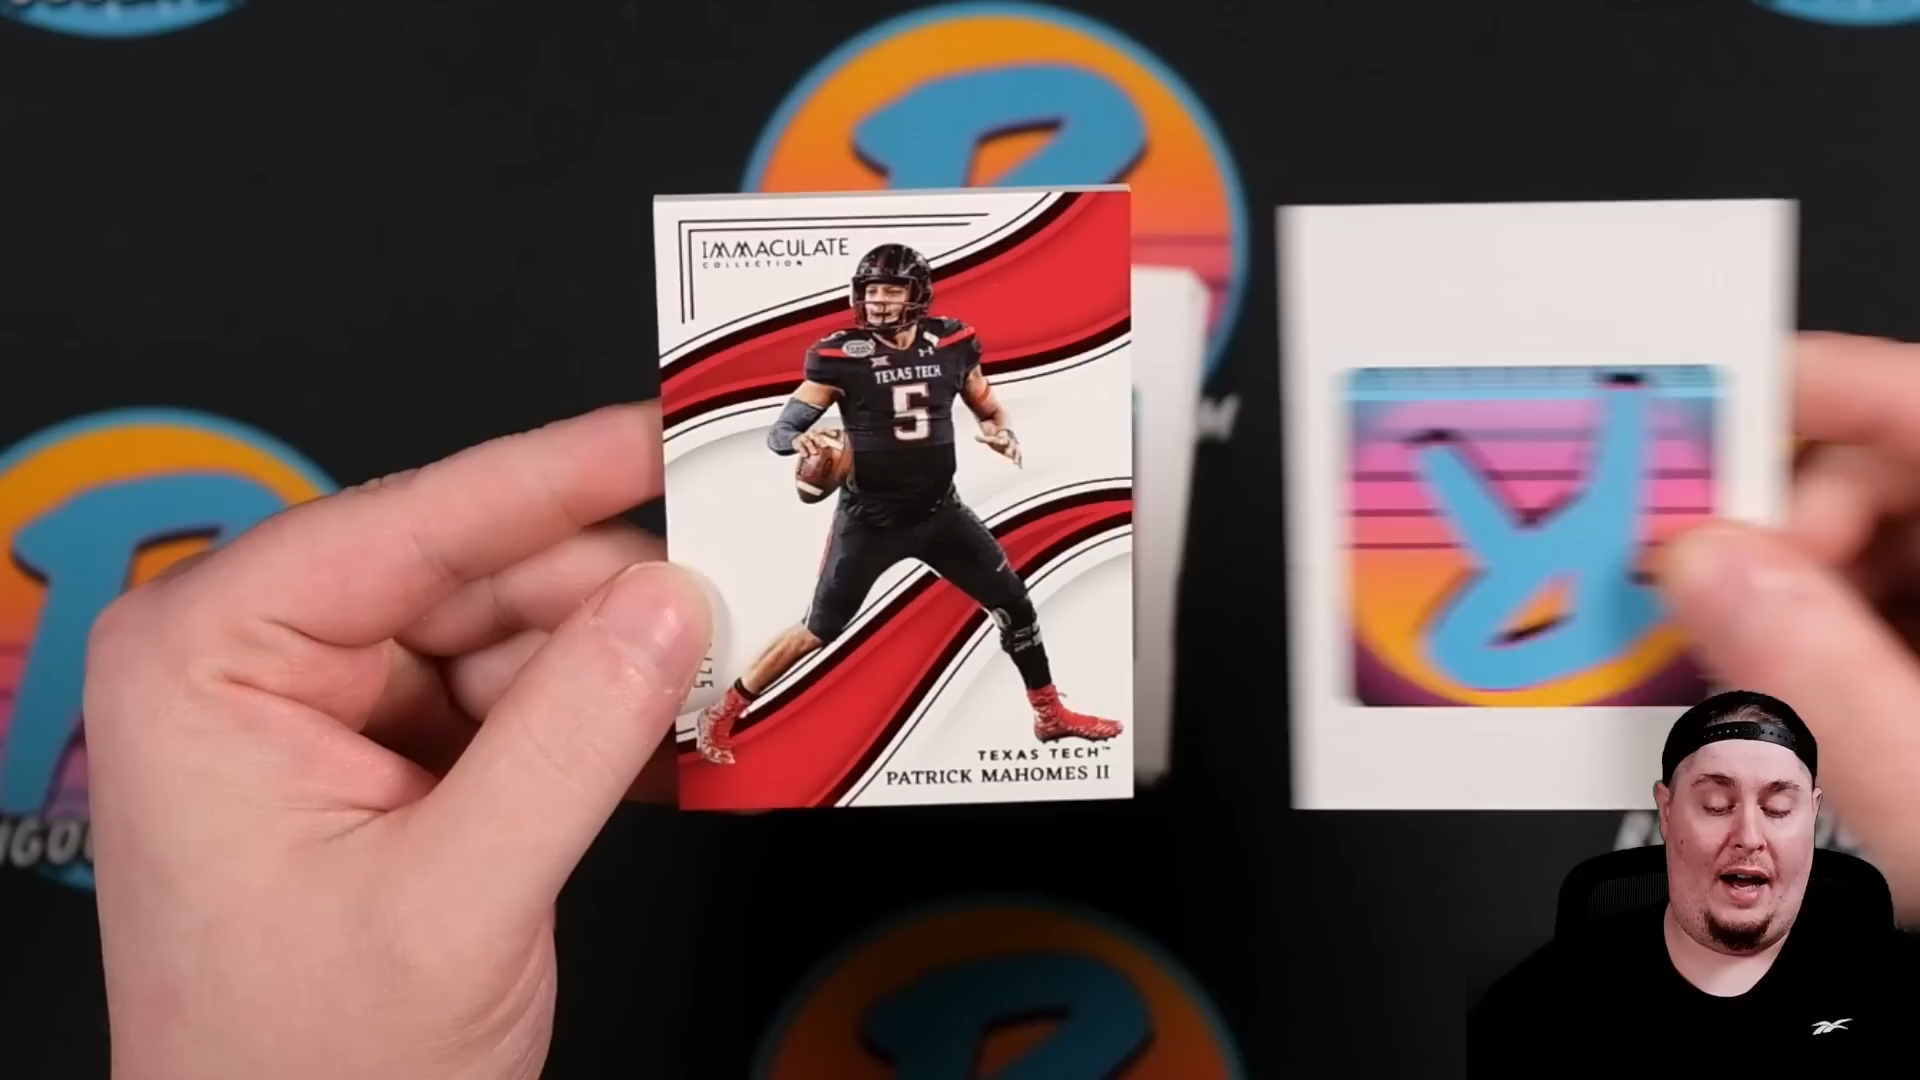 IMMACULATE
COLLECTION
TEXAS TECH
5
TEXAS TECH™
PATRICK MAHOMES II